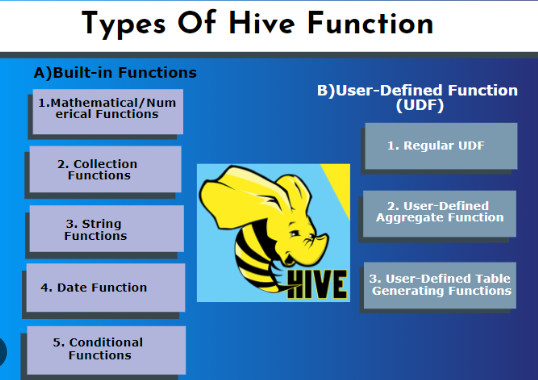 Types Of Hive Function
A)Built-in Functions
1.Mathematical/Num
erical Functions
2. Collection
Functions
3. String
Functions
4. Date Function
5. Conditional
Functions
B)User-Defined Function
(UDF)
1. Regular UDF
2. User-Defined
Aggregate Function
3. User-Defined Table
Generating Functions
HIVE